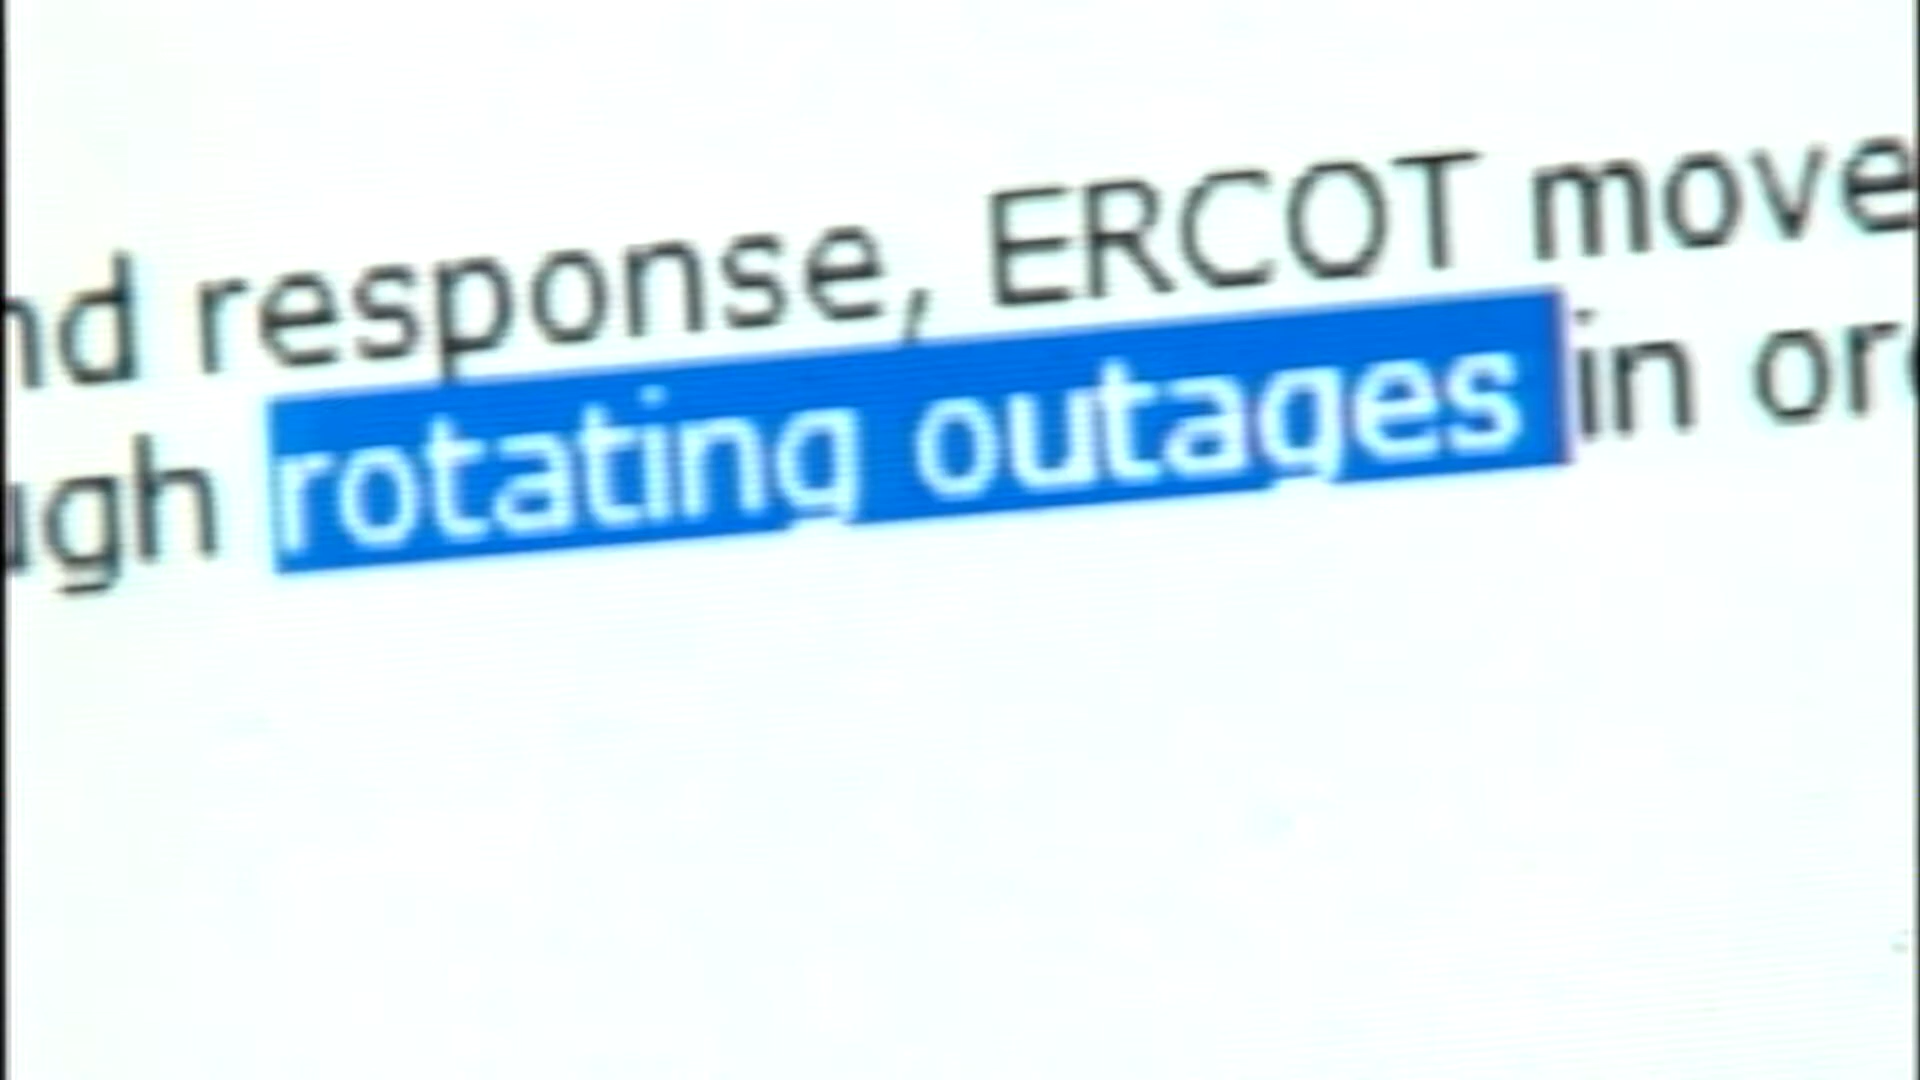 nd response, ERCOT move
ugh rotating outages in or